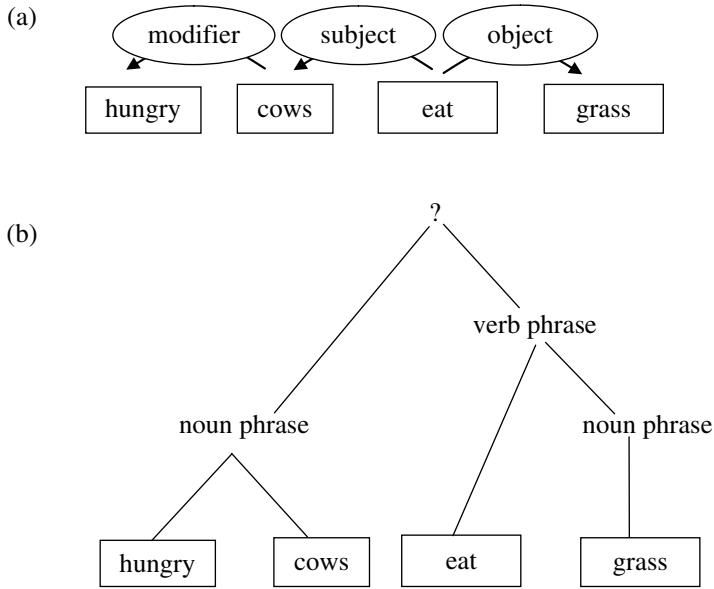 (a)
modifier subject object
hungry cows eat grass
(b)
?
verb phrase
noun phrase noun phrase
hungry cows eat grass